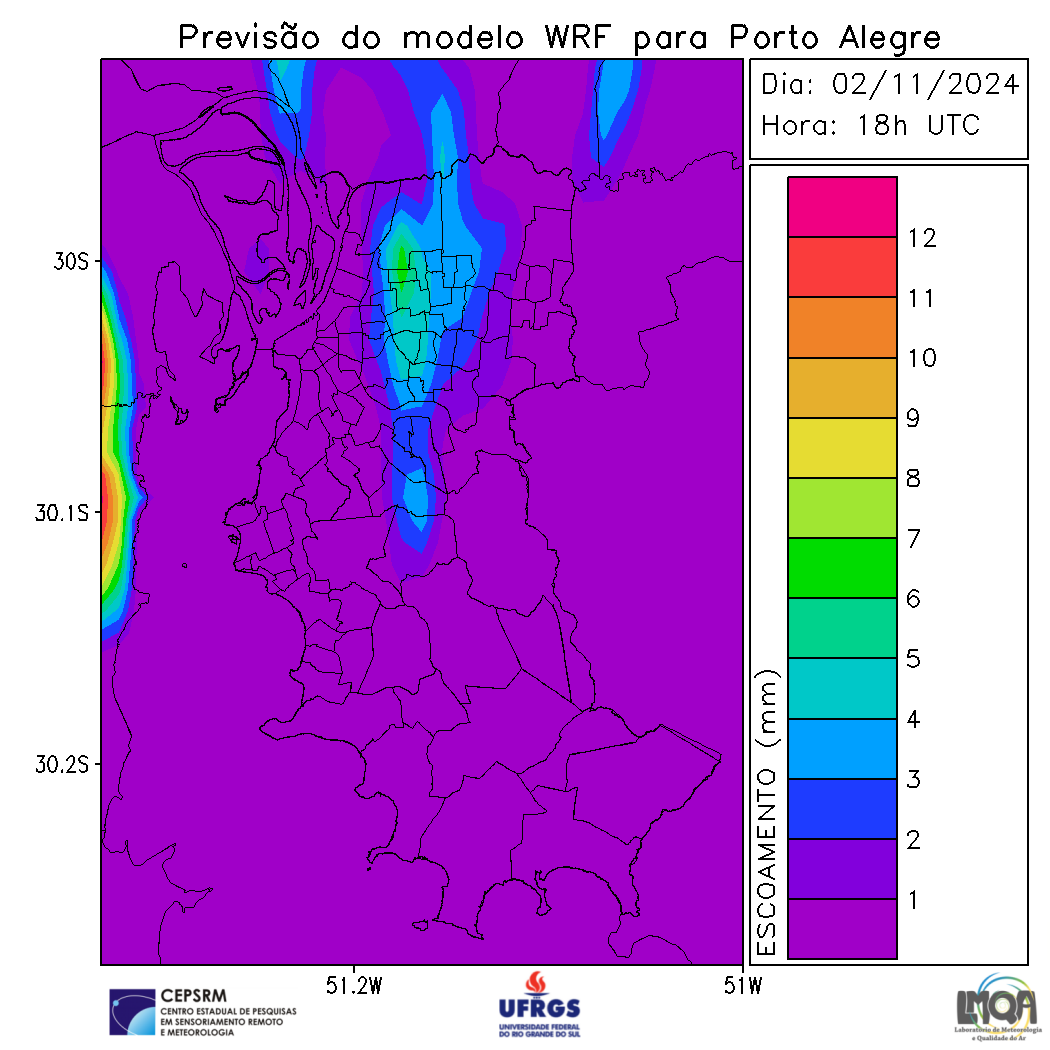 Previsão do modelo WRF para Porto Alegre
Dia: 02/11/2024
Hora: 18h UTC
30S
30.1S
30.2S
51.2W
51W
ESCOAMENTO (mm)
12
11
10
9
8
7
6
5
4
3
2
1
CEPSRM
CENTRO ESTADUAL DE PESQUISAS
EM SENSORIAMENTO REMOTO
E METEOROLOGIA
UFRGS
UNIVERSIDADE FEDERAL
DO RIO GRANDE DO SUL
LMQA
Laboratório de Meteorologia
e Qualidade do Ar